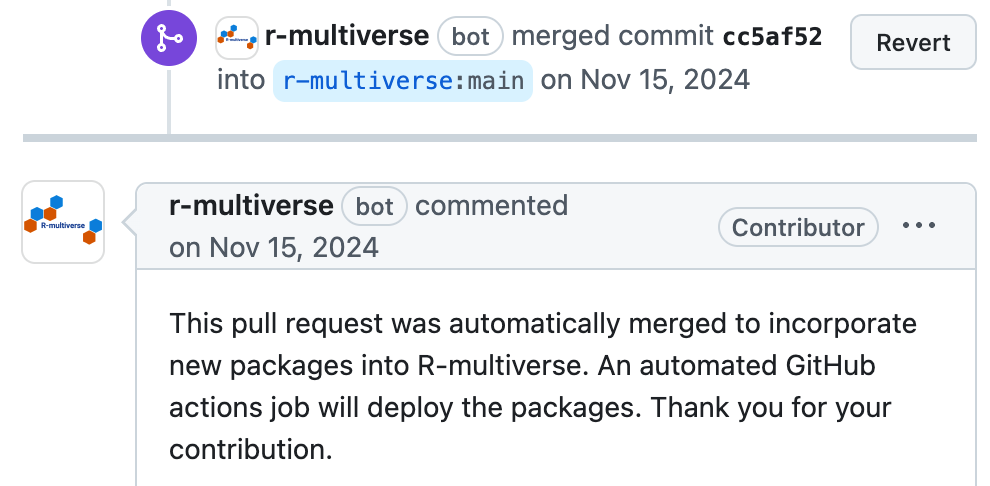 r-multiverse bot merged commit cc5af52 Revert
into r-multiverse:main on Nov 15, 2024
r-multiverse bot commented
on Nov 15, 2024
Contributor
R-multiverse
This pull request was automatically merged to incorporate
new packages into R-multiverse. An automated GitHub
actions job will deploy the packages. Thank you for your
contribution.